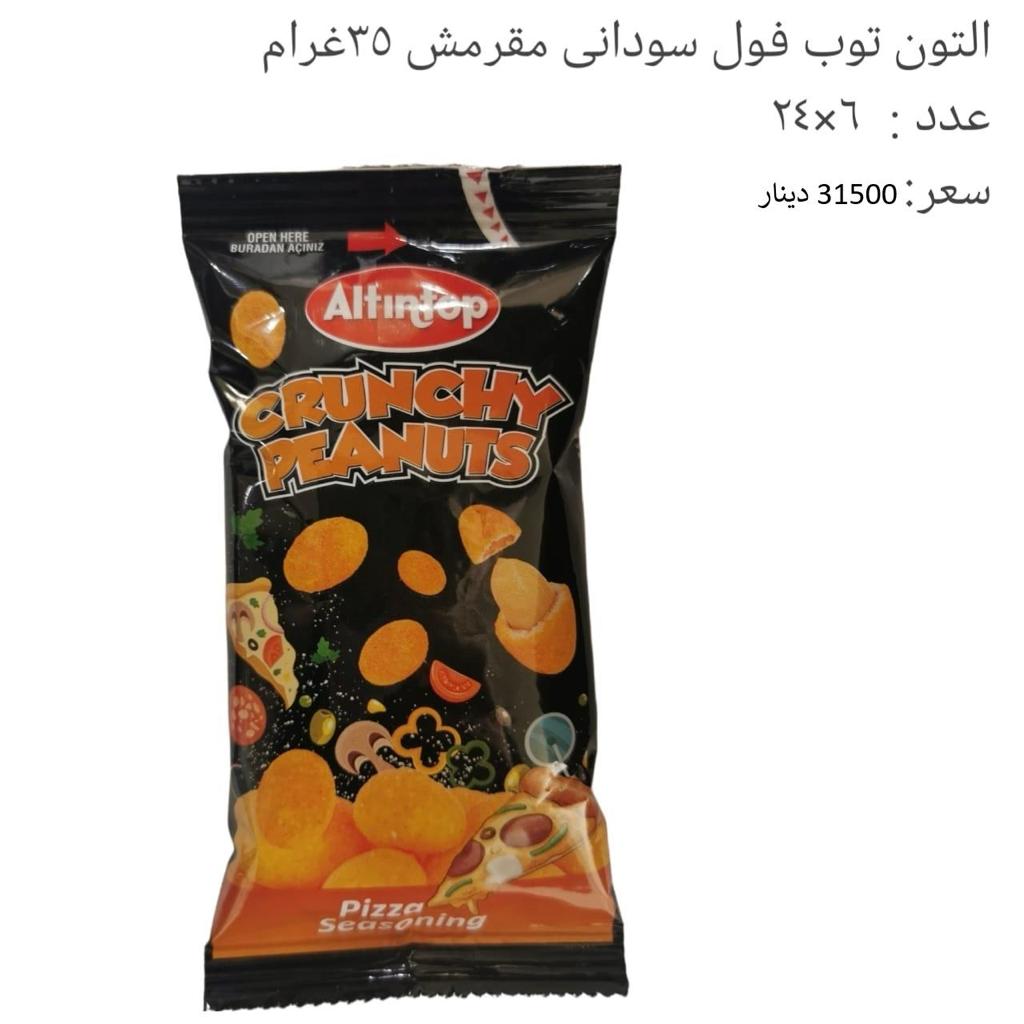 التون توب فول سودانى مقرمش ٣٥غرام
عدد : ٦×٢٤
سعر: 31500 دينار
OPEN HERE
BURADAN AÇINIZ
Altıntop
CRUNCHY
PEANUTS
Pizza
Seasoning